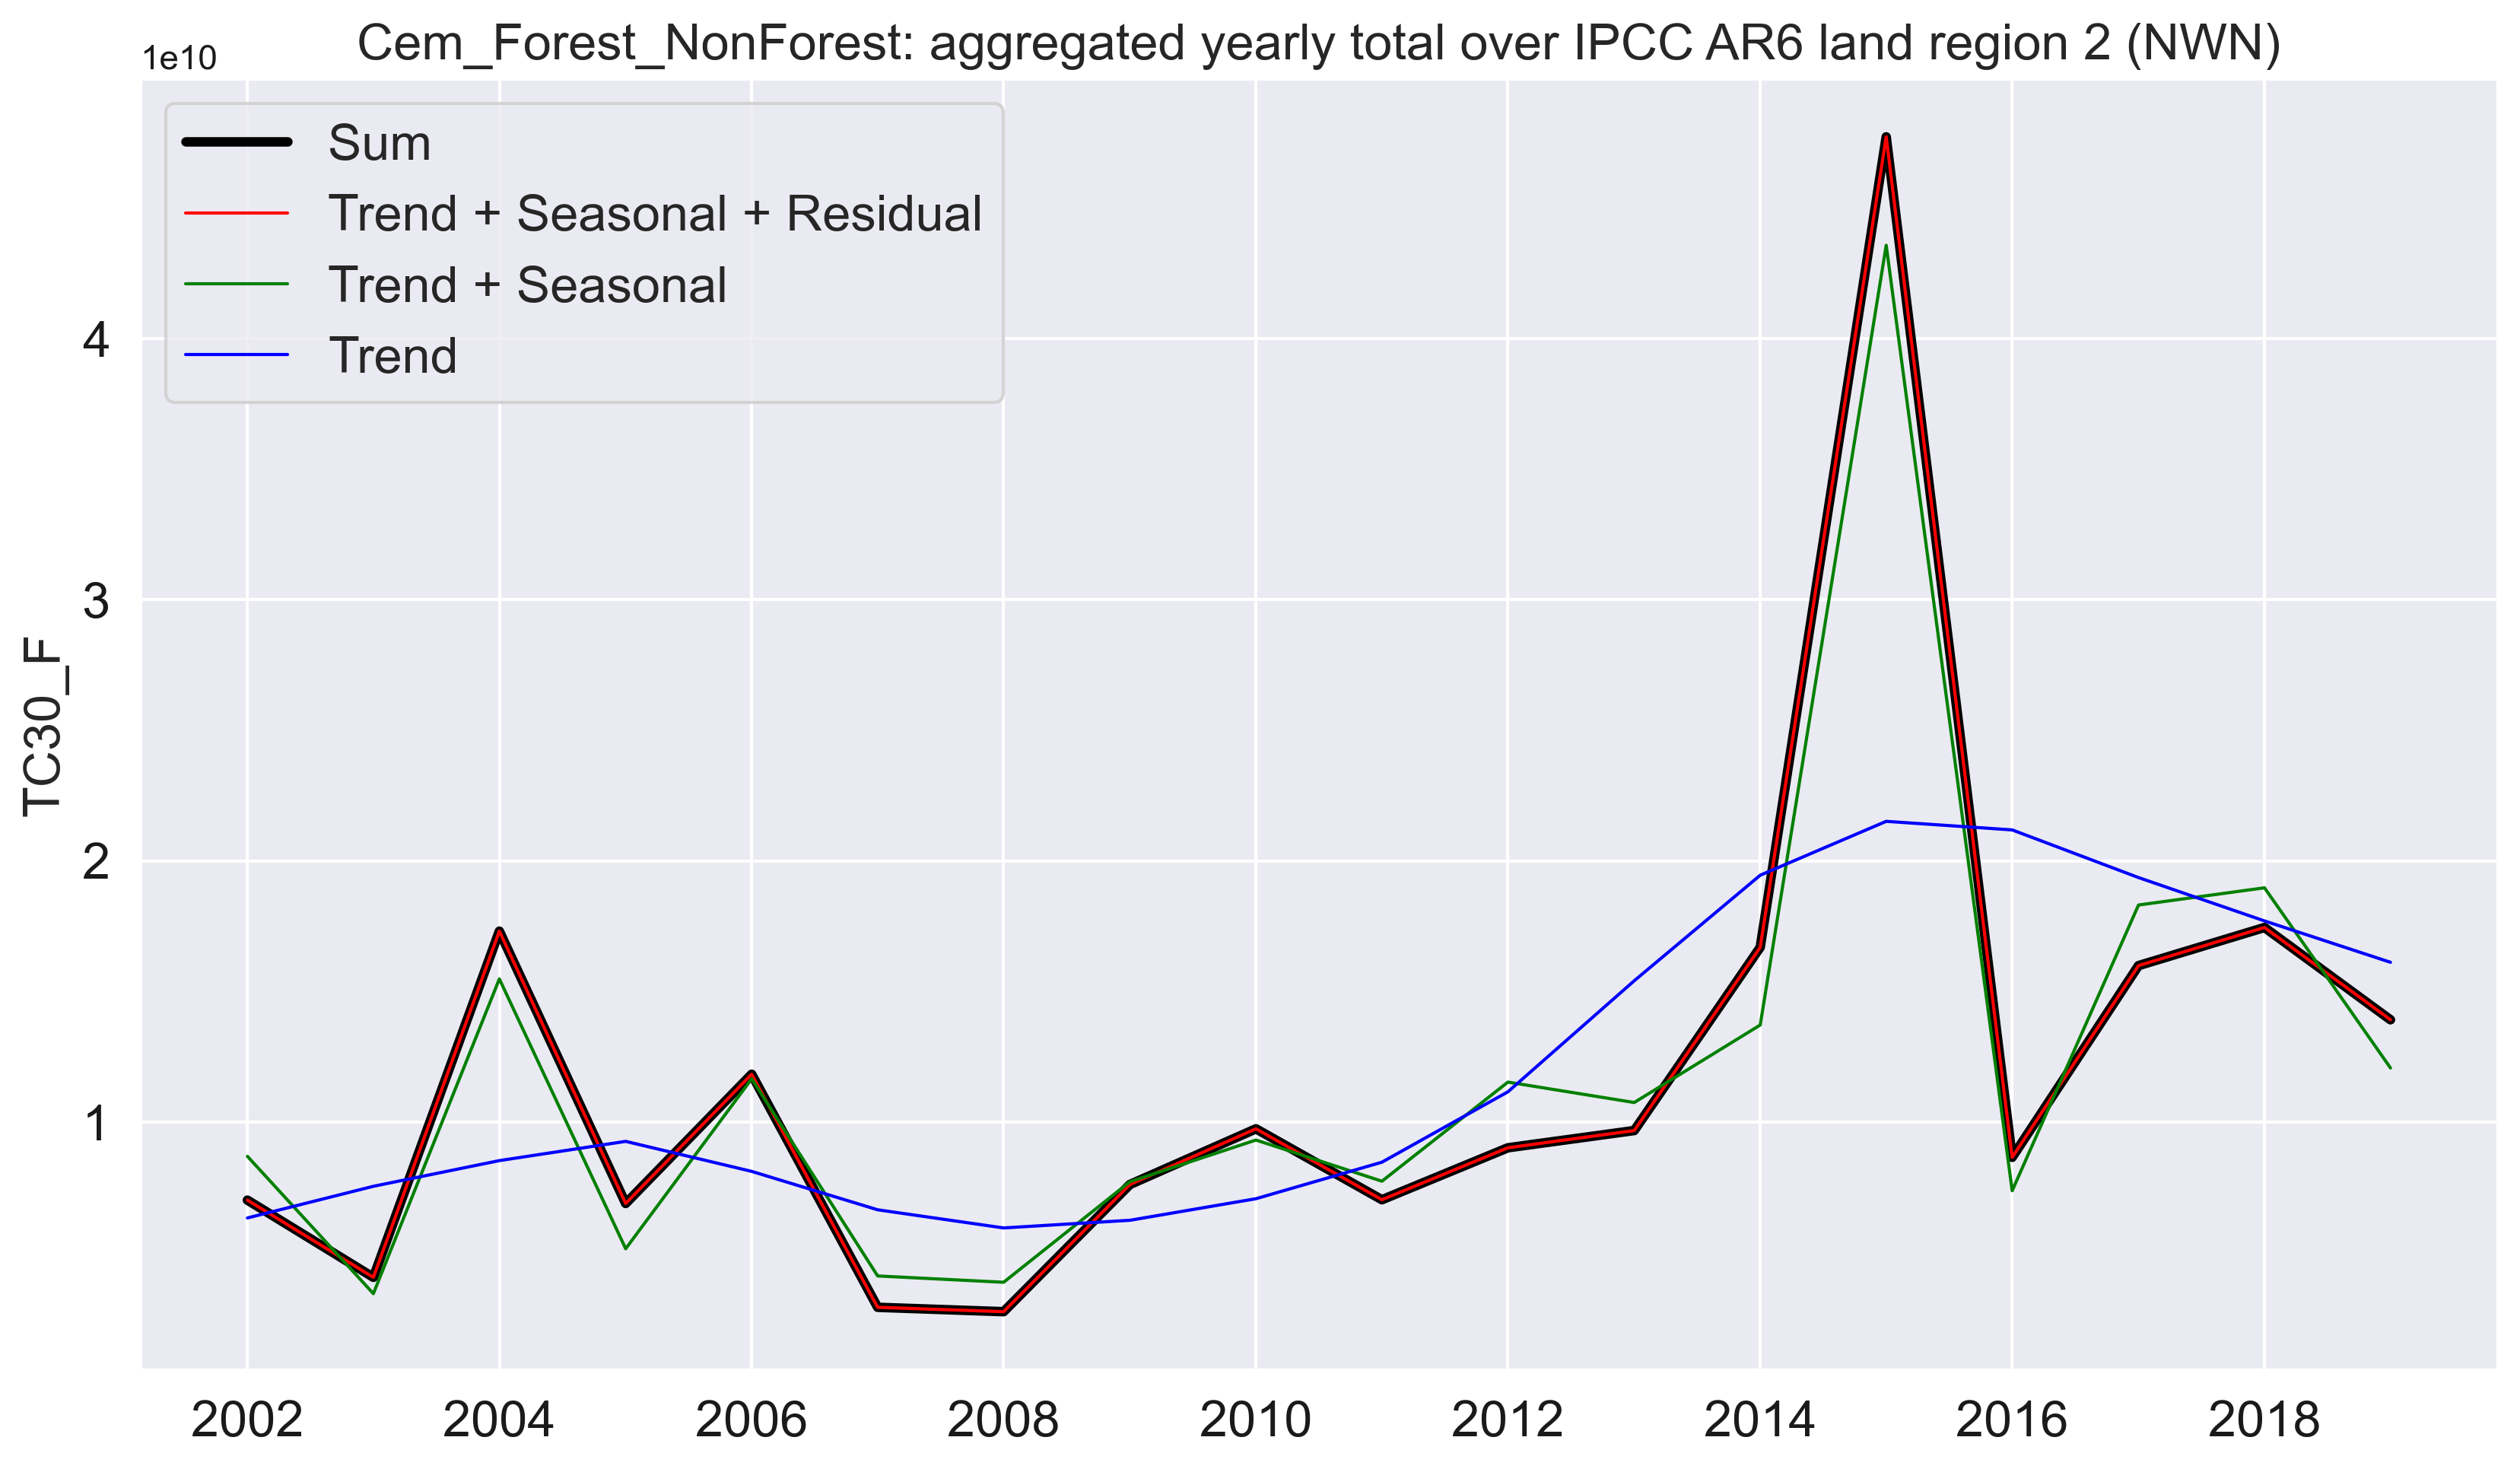 Cem_Forest_NonForest: aggregated yearly total over IPCC AR6 land region 2 (NWN)
1e10
Sum
Trend + Seasonal + Residual
Trend + Seasonal
Trend
4
3
2
1
TC30_F
2002 2004 2006 2008 2010 2012 2014 2016 2018